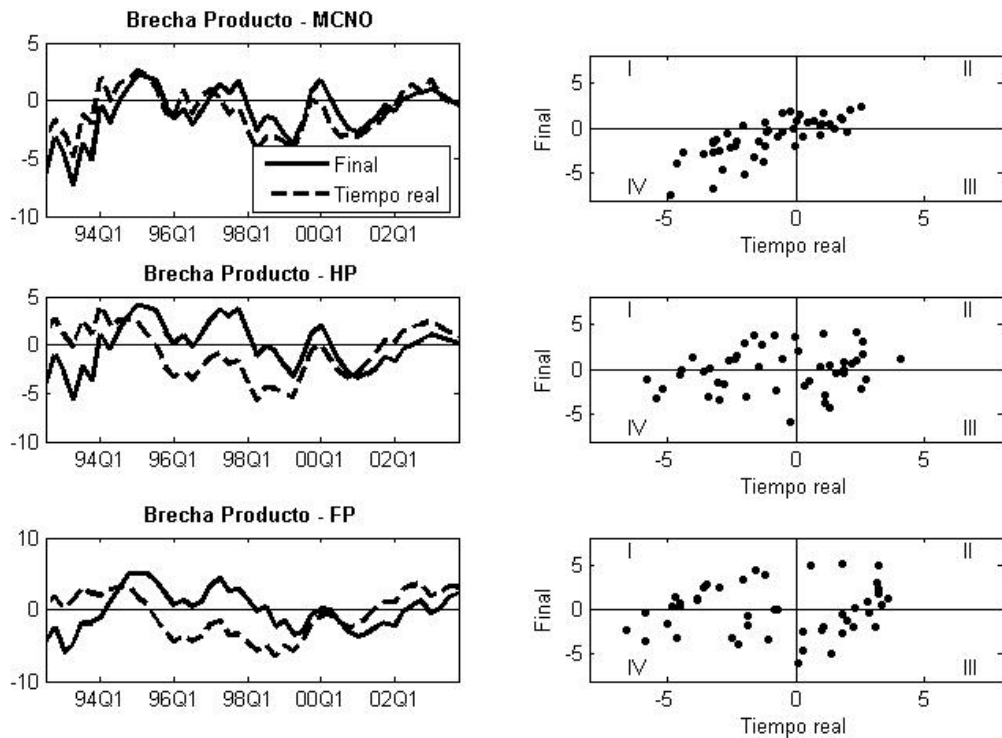 Brecha Producto - MCNO
5
0
-5
-10
94Q1 96Q1 98Q1 00Q1 02Q1
Final
Tiempo real
I II
Final
5
0
-5
IV III
-5 0 5
Tiempo real
Brecha Producto - HP
5
0
-5
-10
94Q1 96Q1 98Q1 00Q1 02Q1
I II
Final
5
0
-5
IV III
-5 0 5
Tiempo real
Brecha Producto - FP
10
0
-10
94Q1 96Q1 98Q1 00Q1 02Q1
I II
Final
5
0
-5
IV III
-5 0 5
Tiempo real